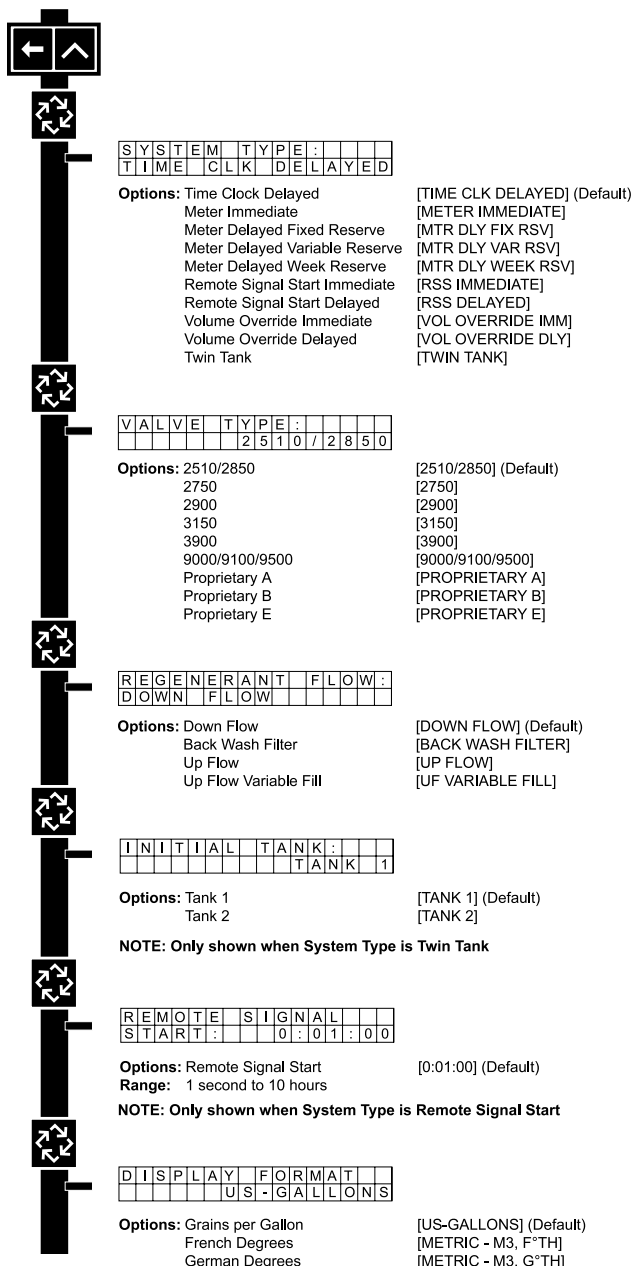 SYSTEM TYPE:
TIME CLK DELAYED
Options: Time Clock Delayed [TIME CLK DELAYED] (Default)
Meter Immediate [METER IMMEDIATE]
Meter Delayed Fixed Reserve [MTR DLY FIX RSV]
Meter Delayed Variable Reserve [MTR DLY VAR RSV]
Meter Delayed Week Reserve [MTR DLY WEEK RSV]
Remote Signal Start Immediate [RSS IMMEDIATE]
Remote Signal Start Delayed [RSS DELAYED]
Volume Override Immediate [VOL OVERRIDE IMM]
Volume Override Delayed [VOL OVERRIDE DLY]
Twin Tank [TWIN TANK]
VALVE TYPE:
2510/2850
Options: 2510/2850 [2510/2850] (Default)
2750 [2750]
2900 [2900]
3150 [3150]
3900 [3900]
9000/9100/9500 [9000/9100/9500]
Proprietary A [PROPRIETARY A]
Proprietary B [PROPRIETARY B]
Proprietary E [PROPRIETARY E]
REGENERANT FLOW:
DOWN FLOW
Options: Down Flow [DOWN FLOW] (Default)
Back Wash Filter [BACK WASH FILTER]
Up Flow [UP FLOW]
Up Flow Variable Fill [UF VARIABLE FILL]
INITIAL TANK:
TANK 1
Options: Tank 1 [TANK 1] (Default)
Tank 2 [TANK 2]
NOTE: Only shown when System Type is Twin Tank
REMOTE SIGNAL
START: 0:01:00
Options: Remote Signal Start [0:01:00] (Default)
Range: 1 second to 10 hours
NOTE: Only shown when System Type is Remote Signal Start
DISPLAY FORMAT
US-GALLONS
Options: Grains per Gallon [US-GALLONS] (Default)
French Degrees [METRIC - M3, F°TH]
German Degrees [METRIC - M3, G°TH]